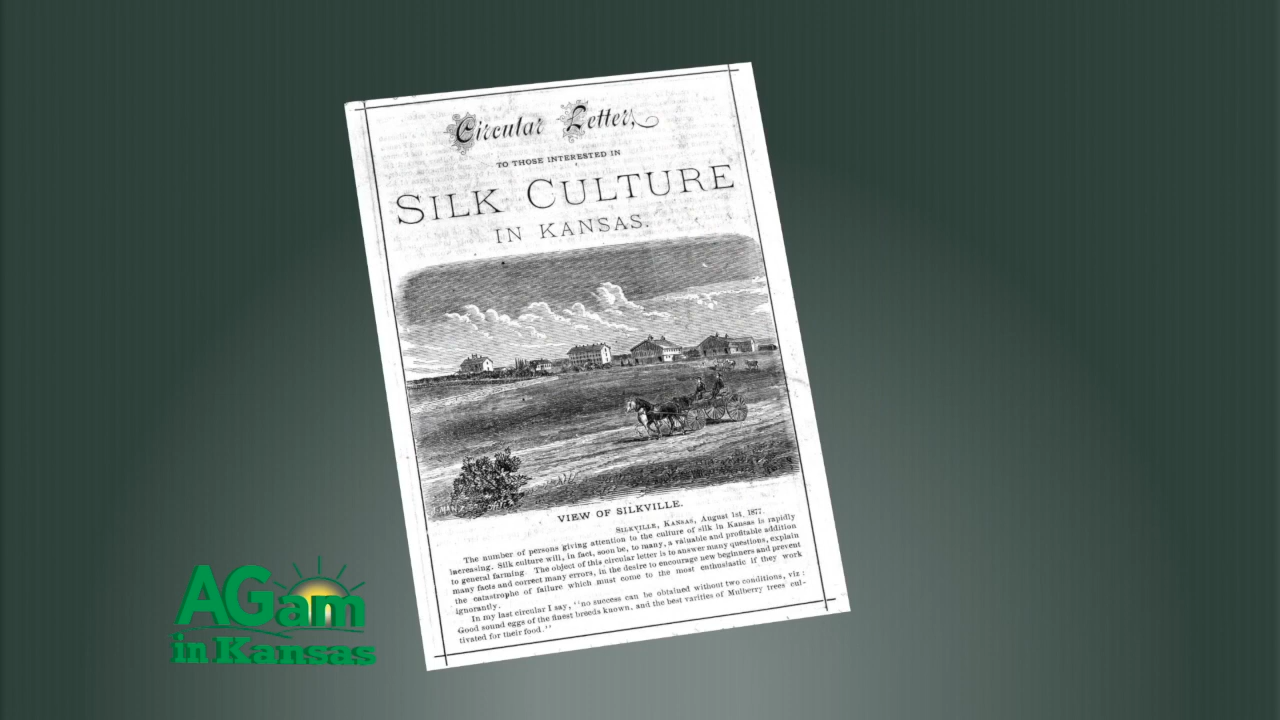 Circular Letter,
TO THOSE INTERESTED IN
SILK CULTURE
IN KANSAS.
VIEW OF SILKVILLE.
SILKVILLE, KANSAS, August 1st, 1877.
The number of persons giving attention to the culture of silk in Kansas is rapidly
increasing. Silk culture will, in fact, soon be, to many, a valuable and profitable addition
to general farming. The object of this circular letter is to answer many questions, explain
many facts and correct many errors, in the desire to encourage new beginners and prevent
the catastrophe of failure which must come to the most enthusiastic if they work
ignorantly.
In my last circular I say, "no success can be obtained without two conditions, viz :
Good sound eggs of the finest breeds known, and the best varities of Mulberry trees cul-
tivated for their food."
AGam
in Kansas